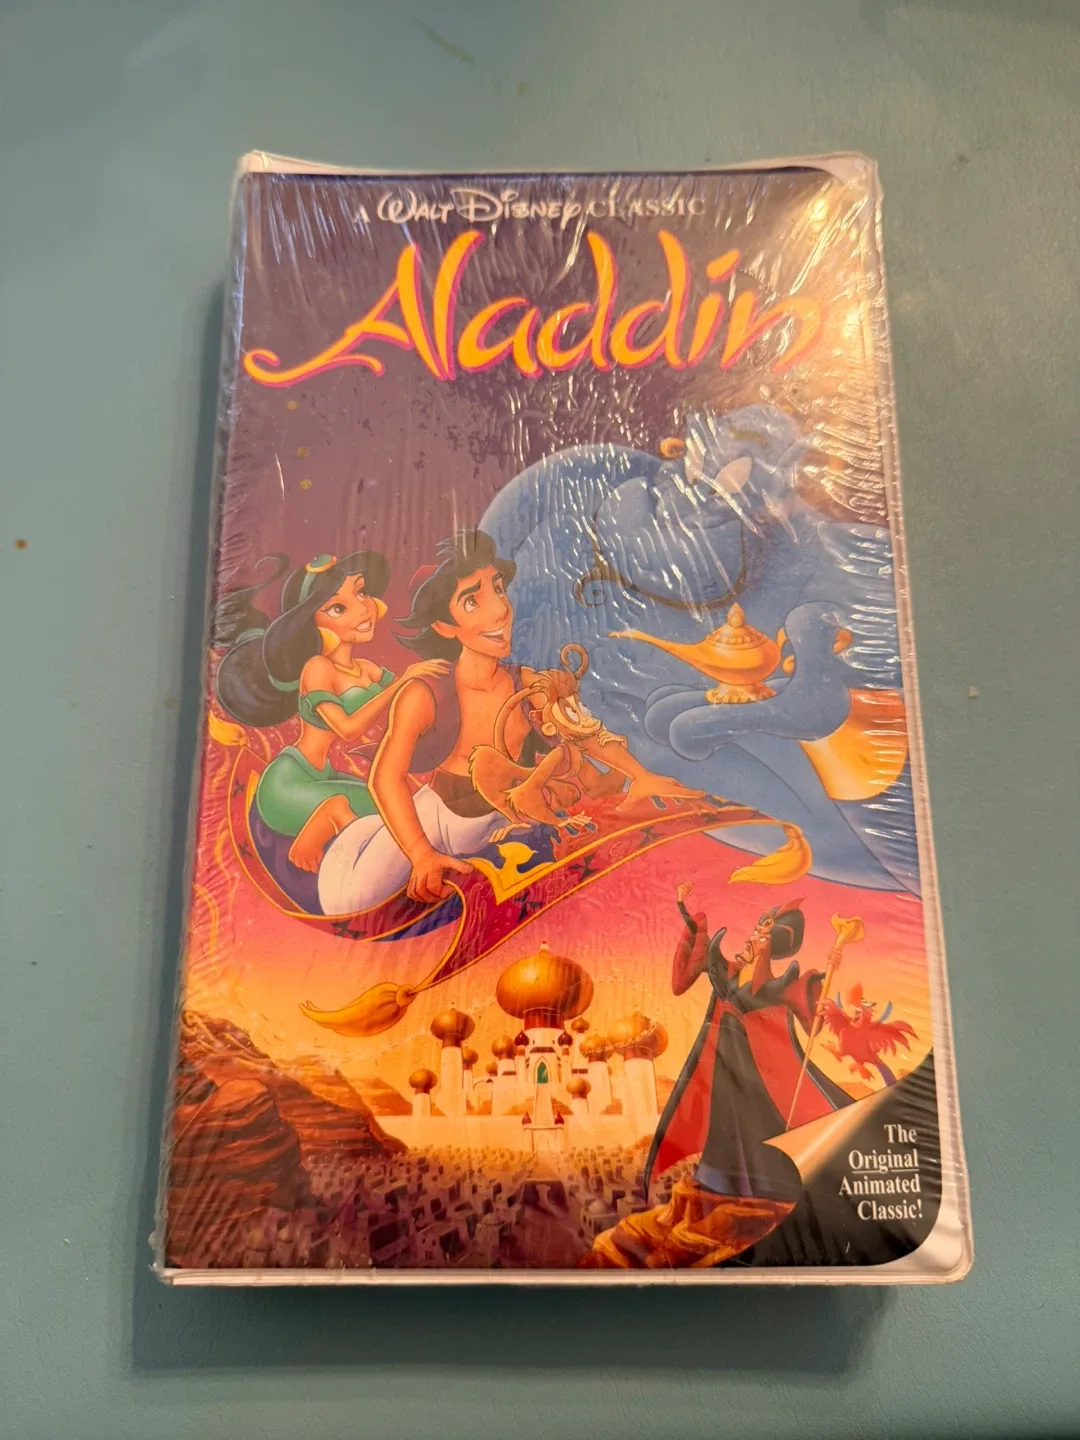 A WALT DISNEY CLASSIC
Aladdin
The
Original
Animated
Classic!